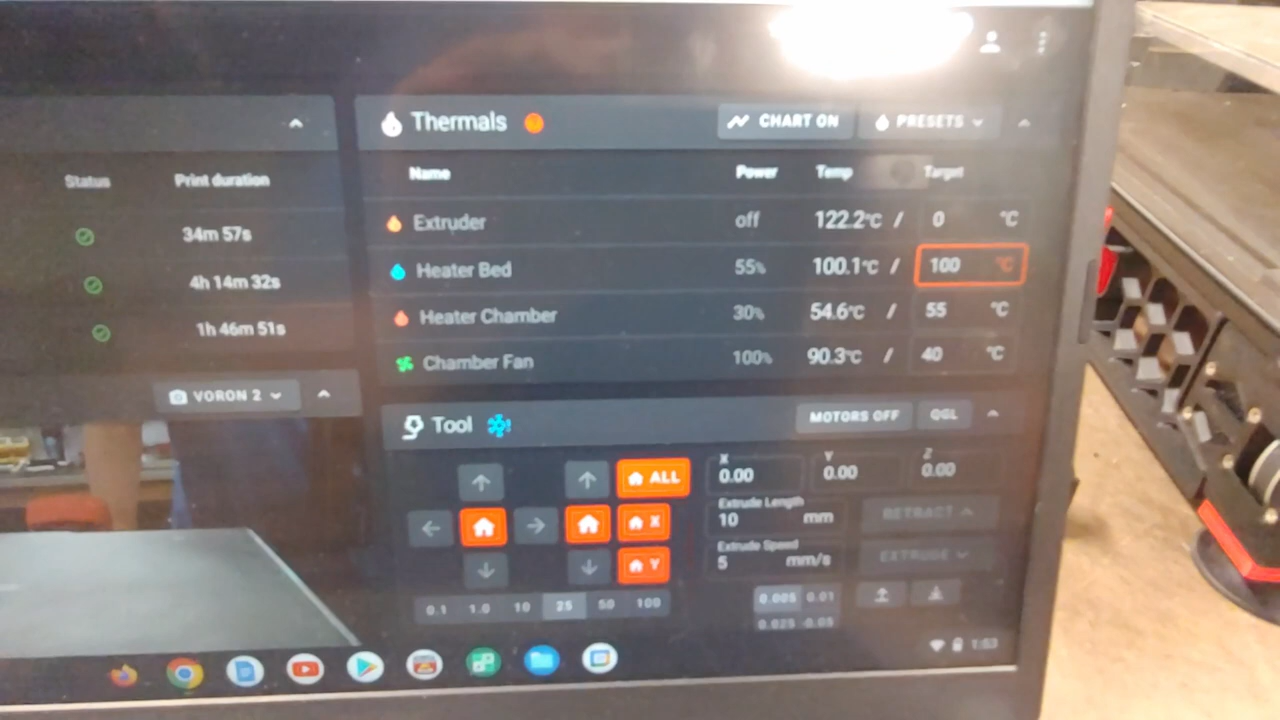 Thermals CHART ON PRESETS
Name Power Temp Target
Extruder off 122.2°C / 0 °C
Heater Bed 55% 100.1°C / 100 °C
Heater Chamber 30% 54.6°C / 55 °C
Chamber Fan 100% 90.3°C / 40 °C
Status Print duration
34m 57s
4h 14m 32s
1h 46m 51s
VORON 2
Tool MOTORS OFF QGL
ALL
X
Y
X Y Z
0.00 0.00 0.00
Extrude Length
10 mm RETRACT
Extrude Speed
5 mm/s EXTRUDE
0.1 1.0 10 25 50 100
0.005 0.01
0.025 0.05
1:53